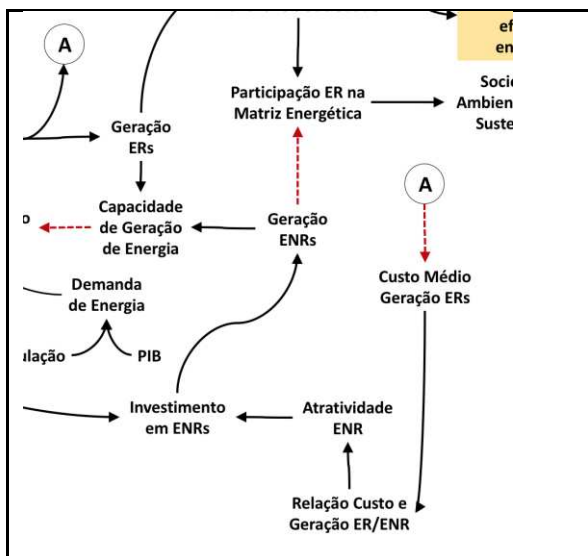 A
Geração
ERs
Participação ER na
Matriz Energética
Capacidade
de Geração
de Energia
Geração
ENRs
A
Custo Médio
Geração ERs
Demanda
de Energia
PIB
Investimento
em ENRs
Atratividade
ENR
Relação Custo e
Geração ER/ENR